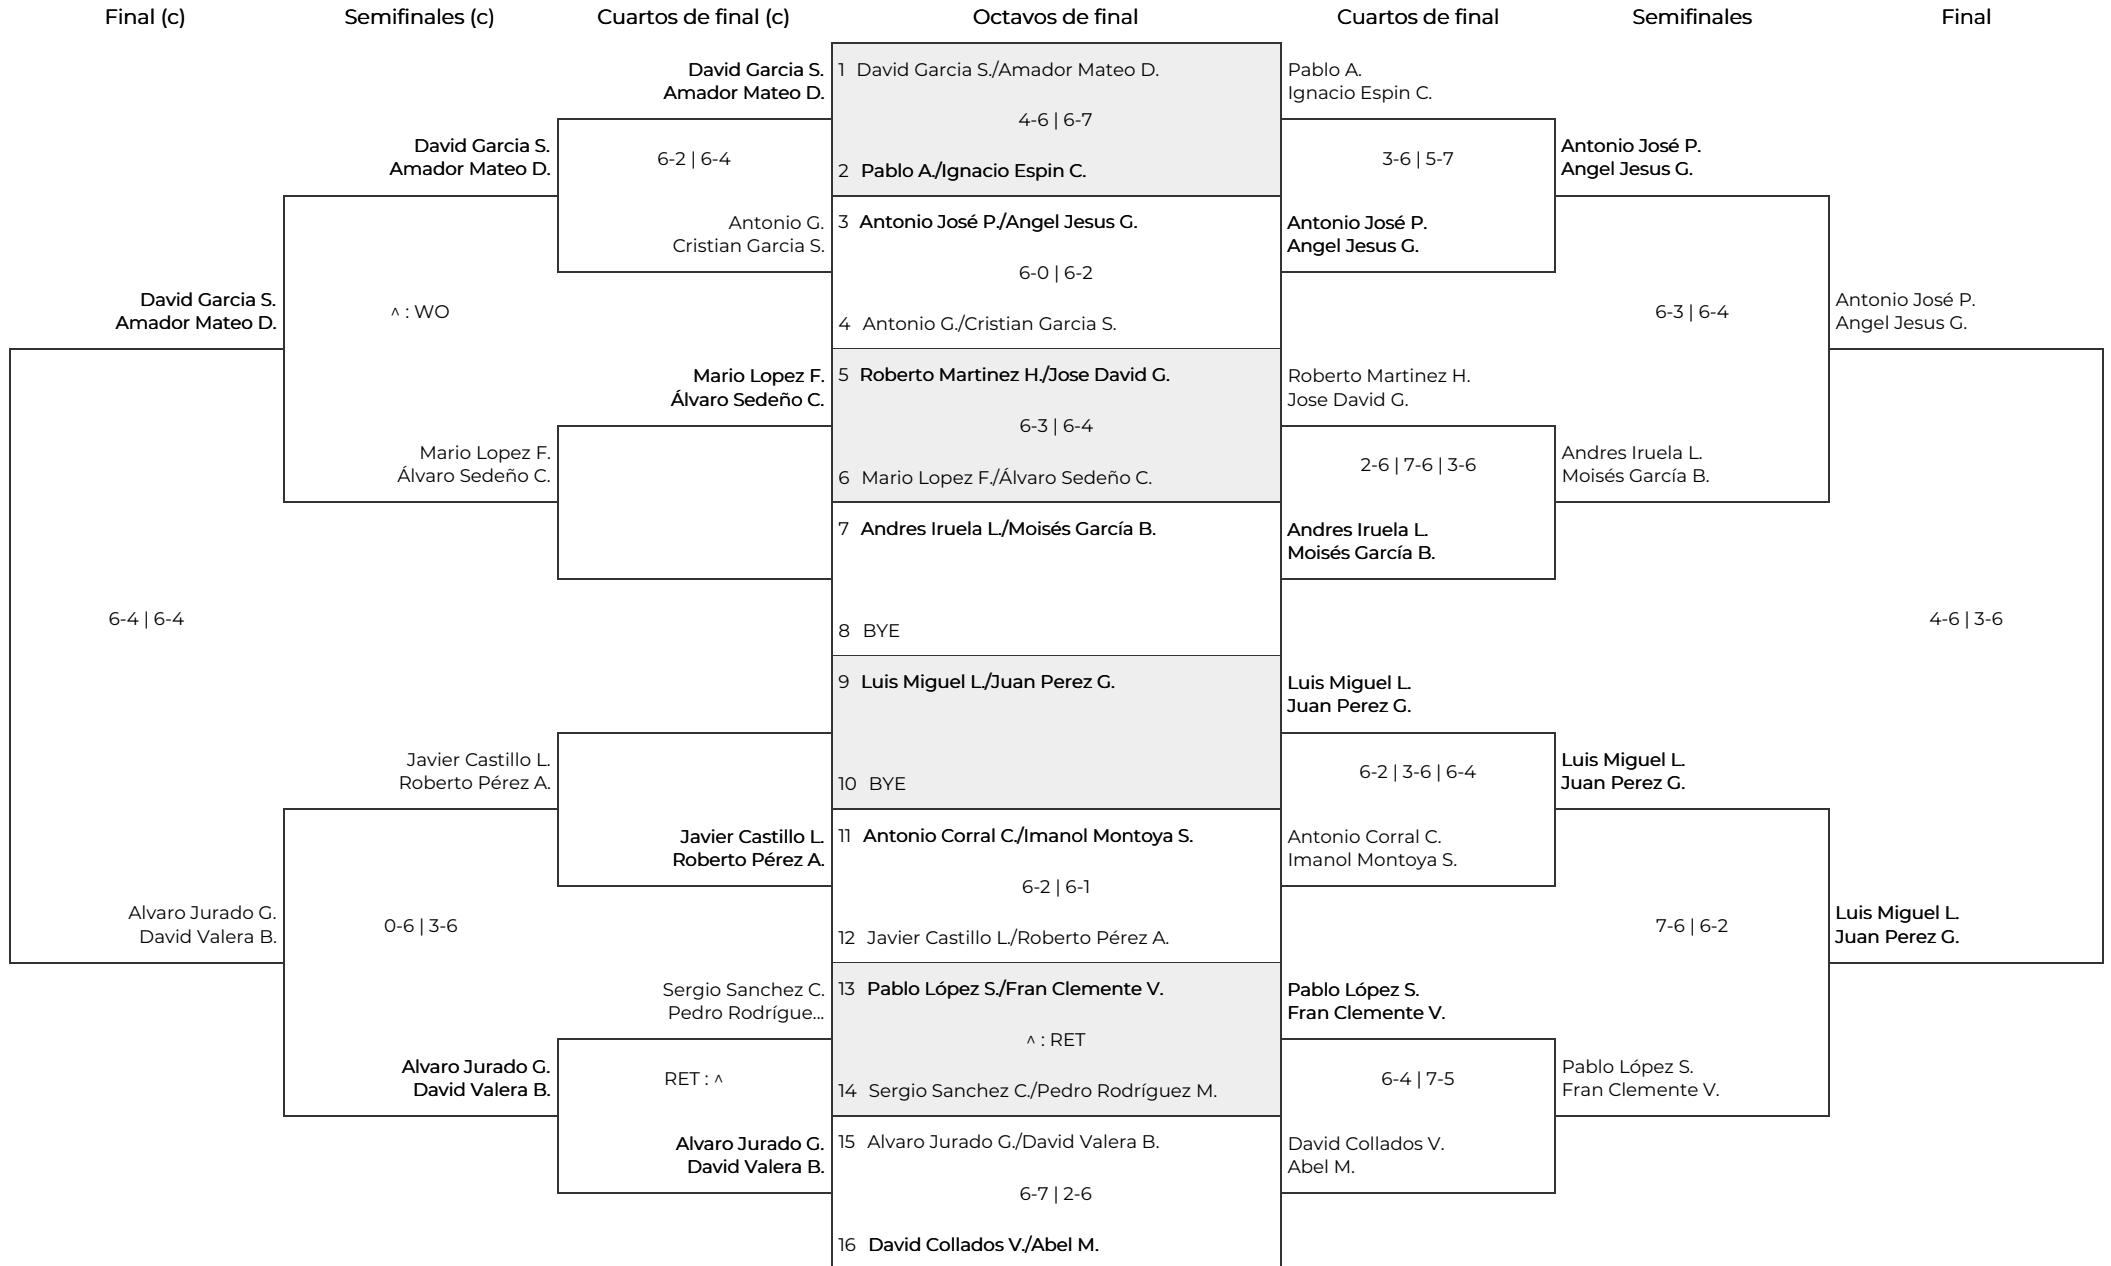 Final (c)
Semifinales (c)
Cuartos de final (c)
Octavos de final
Cuartos de final
Semifinales
Final
David Garcia S.
Amador Mateo D.
6-4 | 6-4
Alvaro Jurado G.
David Valera B.
David Garcia S.
Amador Mateo D.
^ : WO
Mario Lopez F.
Álvaro Sedeño C.
Javier Castillo L.
Roberto Pérez A.
0-6 | 3-6
Alvaro Jurado G.
David Valera B.
David Garcia S.
Amador Mateo D.
6-2 | 6-4
Antonio G.
Cristian Garcia S.
Mario Lopez F.
Álvaro Sedeño C.
Javier Castillo L.
Roberto Pérez A.
Sergio Sanchez C.
Pedro Rodrígue...
RET : ^
Alvaro Jurado G.
David Valera B.
1 David Garcia S./Amador Mateo D.
4-6 | 6-7
2 Pablo A./Ignacio Espin C.
3 Antonio José P./Angel Jesus G.
6-0 | 6-2
4 Antonio G./Cristian Garcia S.
5 Roberto Martinez H./Jose David G.
6-3 | 6-4
6 Mario Lopez F./Álvaro Sedeño C.
7 Andres Iruela L./Moisés García B.
8 BYE
9 Luis Miguel L./Juan Perez G.
10 BYE
11 Antonio Corral C./Imanol Montoya S.
6-2 | 6-1
12 Javier Castillo L./Roberto Pérez A.
13 Pablo López S./Fran Clemente V.
^ : RET
14 Sergio Sanchez C./Pedro Rodríguez M.
15 Alvaro Jurado G./David Valera B.
6-7 | 2-6
16 David Collados V./Abel M.
Pablo A.
Ignacio Espin C.
3-6 | 5-7
Antonio José P.
Angel Jesus G.
Roberto Martinez H.
Jose David G.
2-6 | 7-6 | 3-6
Andres Iruela L.
Moisés García B.
Luis Miguel L.
Juan Perez G.
6-2 | 3-6 | 6-4
Antonio Corral C.
Imanol Montoya S.
Pablo López S.
Fran Clemente V.
6-4 | 7-5
David Collados V.
Abel M.
Antonio José P.
Angel Jesus G.
6-3 | 6-4
Andres Iruela L.
Moisés García B.
Luis Miguel L.
Juan Perez G.
7-6 | 6-2
Pablo López S.
Fran Clemente V.
Antonio José P.
Angel Jesus G.
4-6 | 3-6
Luis Miguel L.
Juan Perez G.